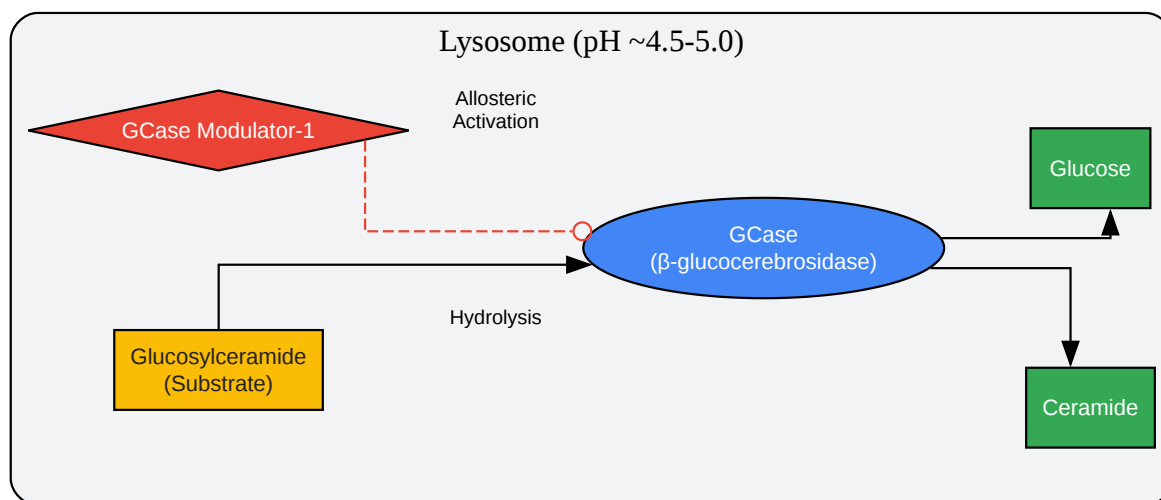 Lysosome (pH ~4.5-5.0)
Allosteric
Activation
GCase Modulator-1
Glucose
GCase
(β-glucocerebrosidase)
Hydrolysis
Glucosylceramide
(Substrate)
Ceramide